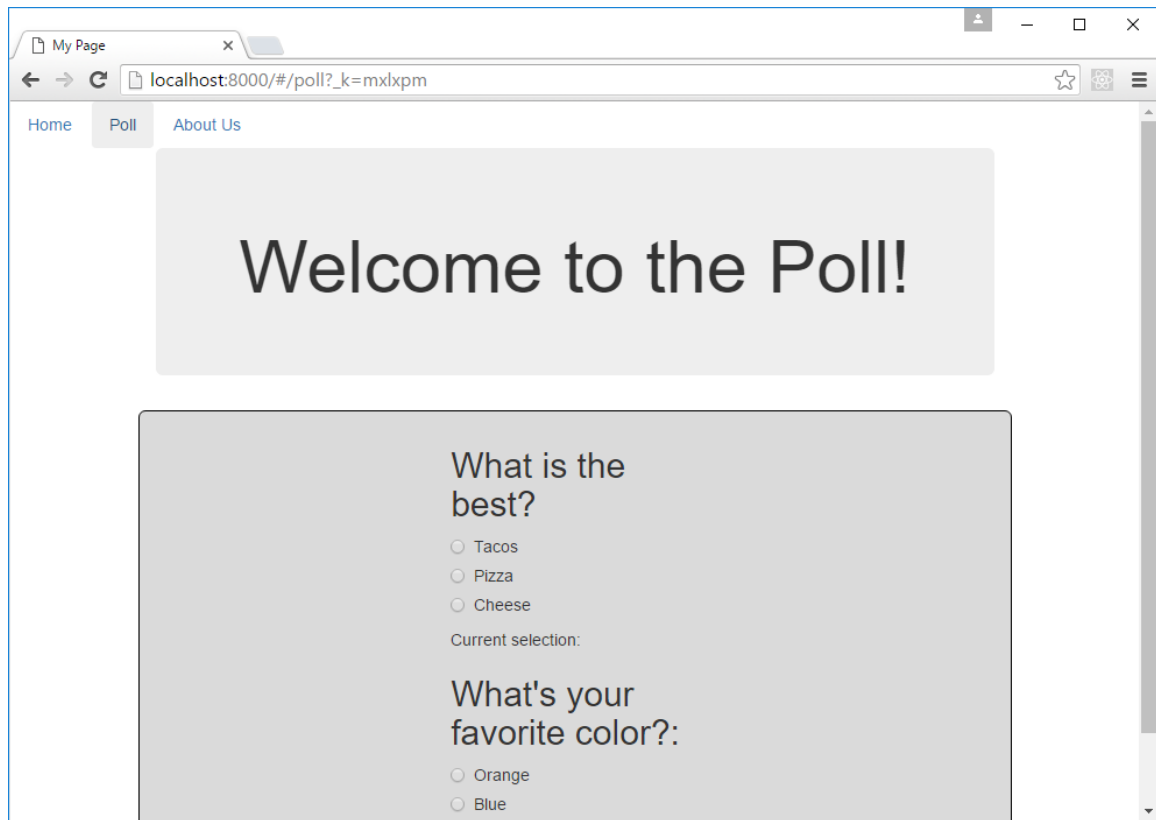 My Page
localhost:8000/#/poll?_k=mxlxpm
Home Poll About Us
Welcome to the Poll!
What is the
best?
Tacos
Pizza
Cheese
Current selection:
What's your
favorite color?:
Orange
Blue